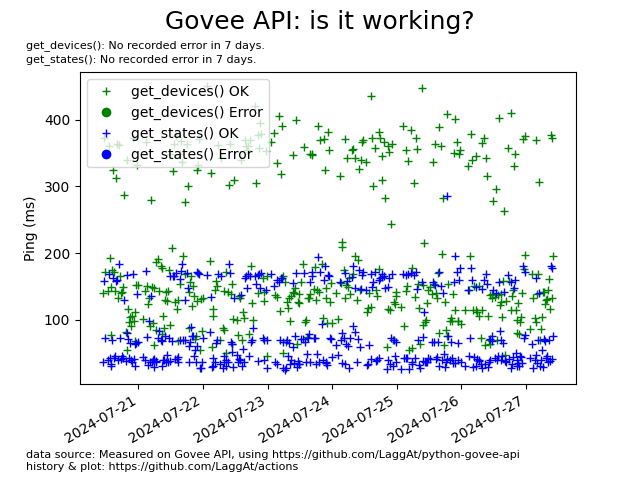 Govee API: is it working?
get_devices(): No recorded error in 7 days.
get_states(): No recorded error in 7 days.
get_devices() OK
get_devices() Error
get_states() OK
get_states() Error
Ping (ms)
400
300
200
100
2024-07-21
2024-07-22
2024-07-23
2024-07-24
2024-07-25
2024-07-26
2024-07-27
data source: Measured on Govee API, using https://github.com/LaggAt/python-govee-api
history & plot: https://github.com/LaggAt/actions